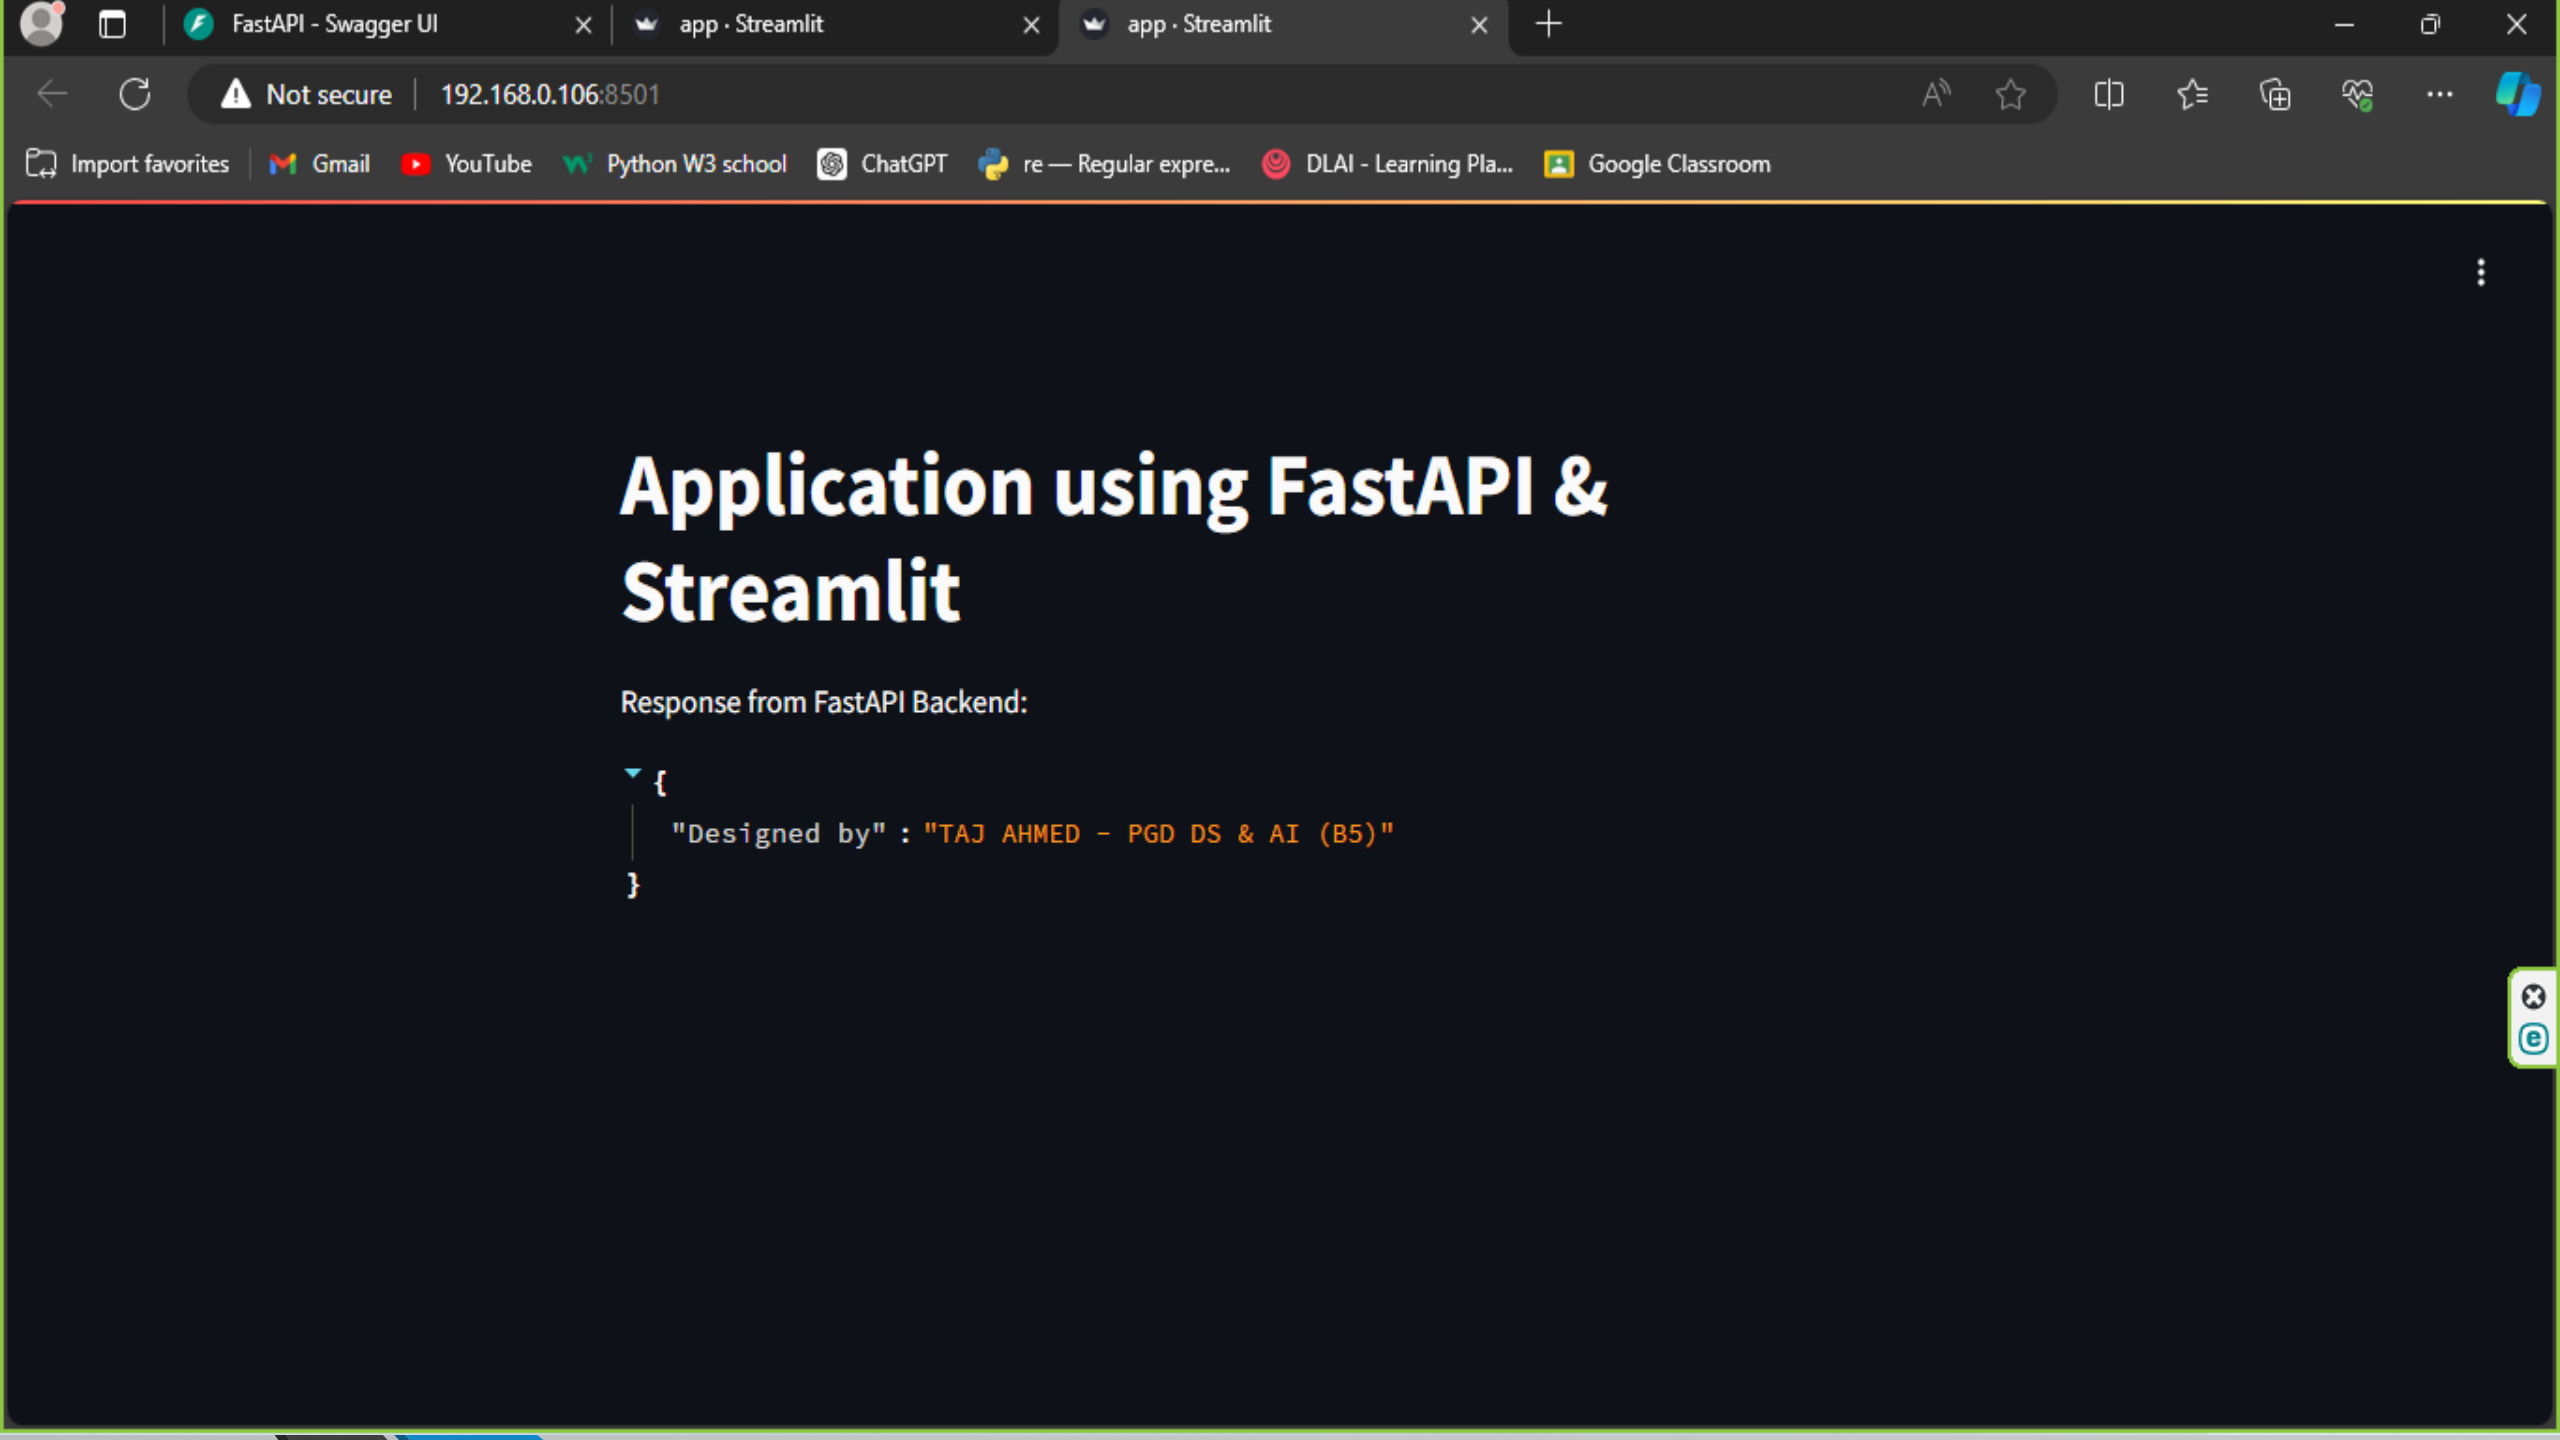 FastAPI - Swagger UI
app · Streamlit
app · Streamlit
Not secure
192.168.0.106:8501
Import favorites
Gmail
YouTube
Python W3 school
ChatGPT
re — Regular expre...
DLAI - Learning Pla...
Google Classroom
Application using FastAPI &
Streamlit
Response from FastAPI Backend:
{
"Designed by" : "TAJ AHMED - PGD DS & AI (B5)"
}